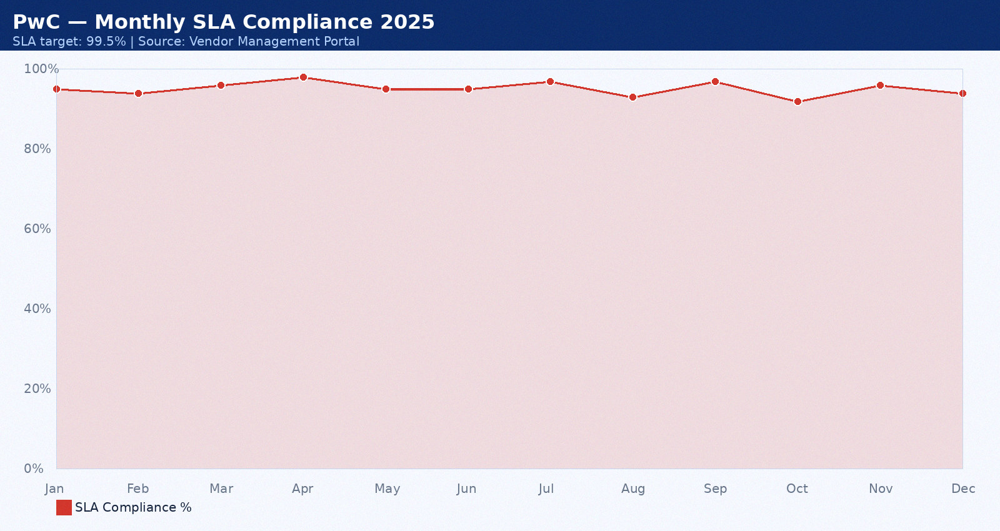 PwC — Monthly SLA Compliance 2025
SLA target: 99.5% | Source: Vendor Management Portal
100%
80%
60%
40%
20%
0%
Jan Feb Mar Apr May Jun Jul Aug Sep Oct Nov Dec
SLA Compliance %